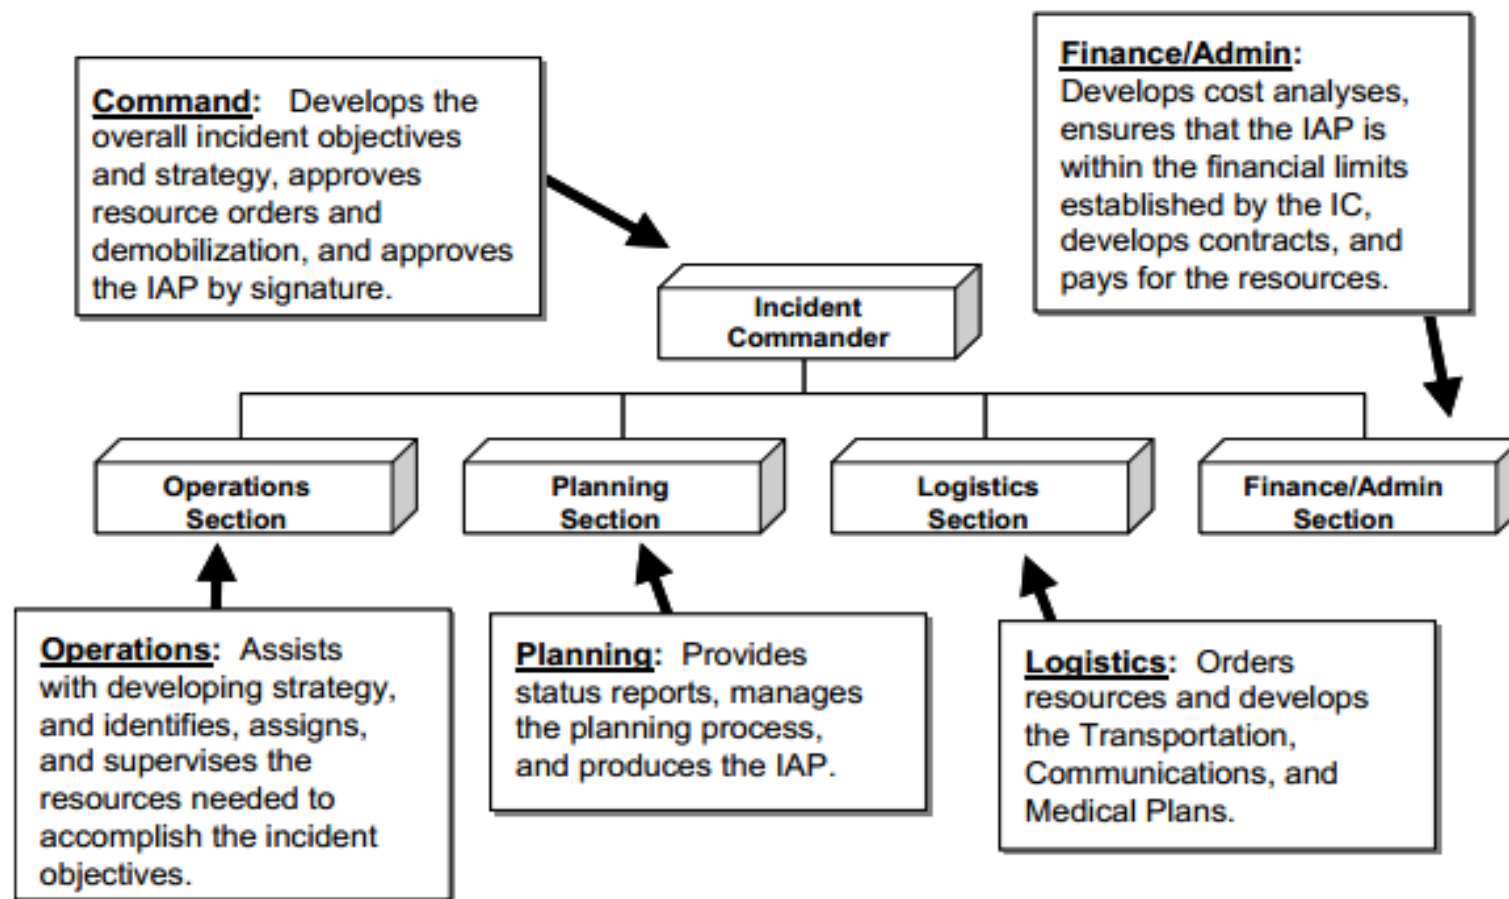 Command: Develops the
overall incident objectives
and strategy, approves
resource orders and
demobilization, and approves
the IAP by signature.
Finance/Admin:
Develops cost analyses,
ensures that the IAP is
within the financial limits
established by the IC,
develops contracts, and
pays for the resources.
Incident
Commander
Operations
Section
Planning
Section
Logistics
Section
Finance/Admin
Section
Operations: Assists
with developing strategy,
and identifies, assigns,
and supervises the
resources needed to
accomplish the incident
objectives.
Planning: Provides
status reports, manages
the planning process,
and produces the IAP.
Logistics: Orders
resources and develops
the Transportation,
Communications, and
Medical Plans.